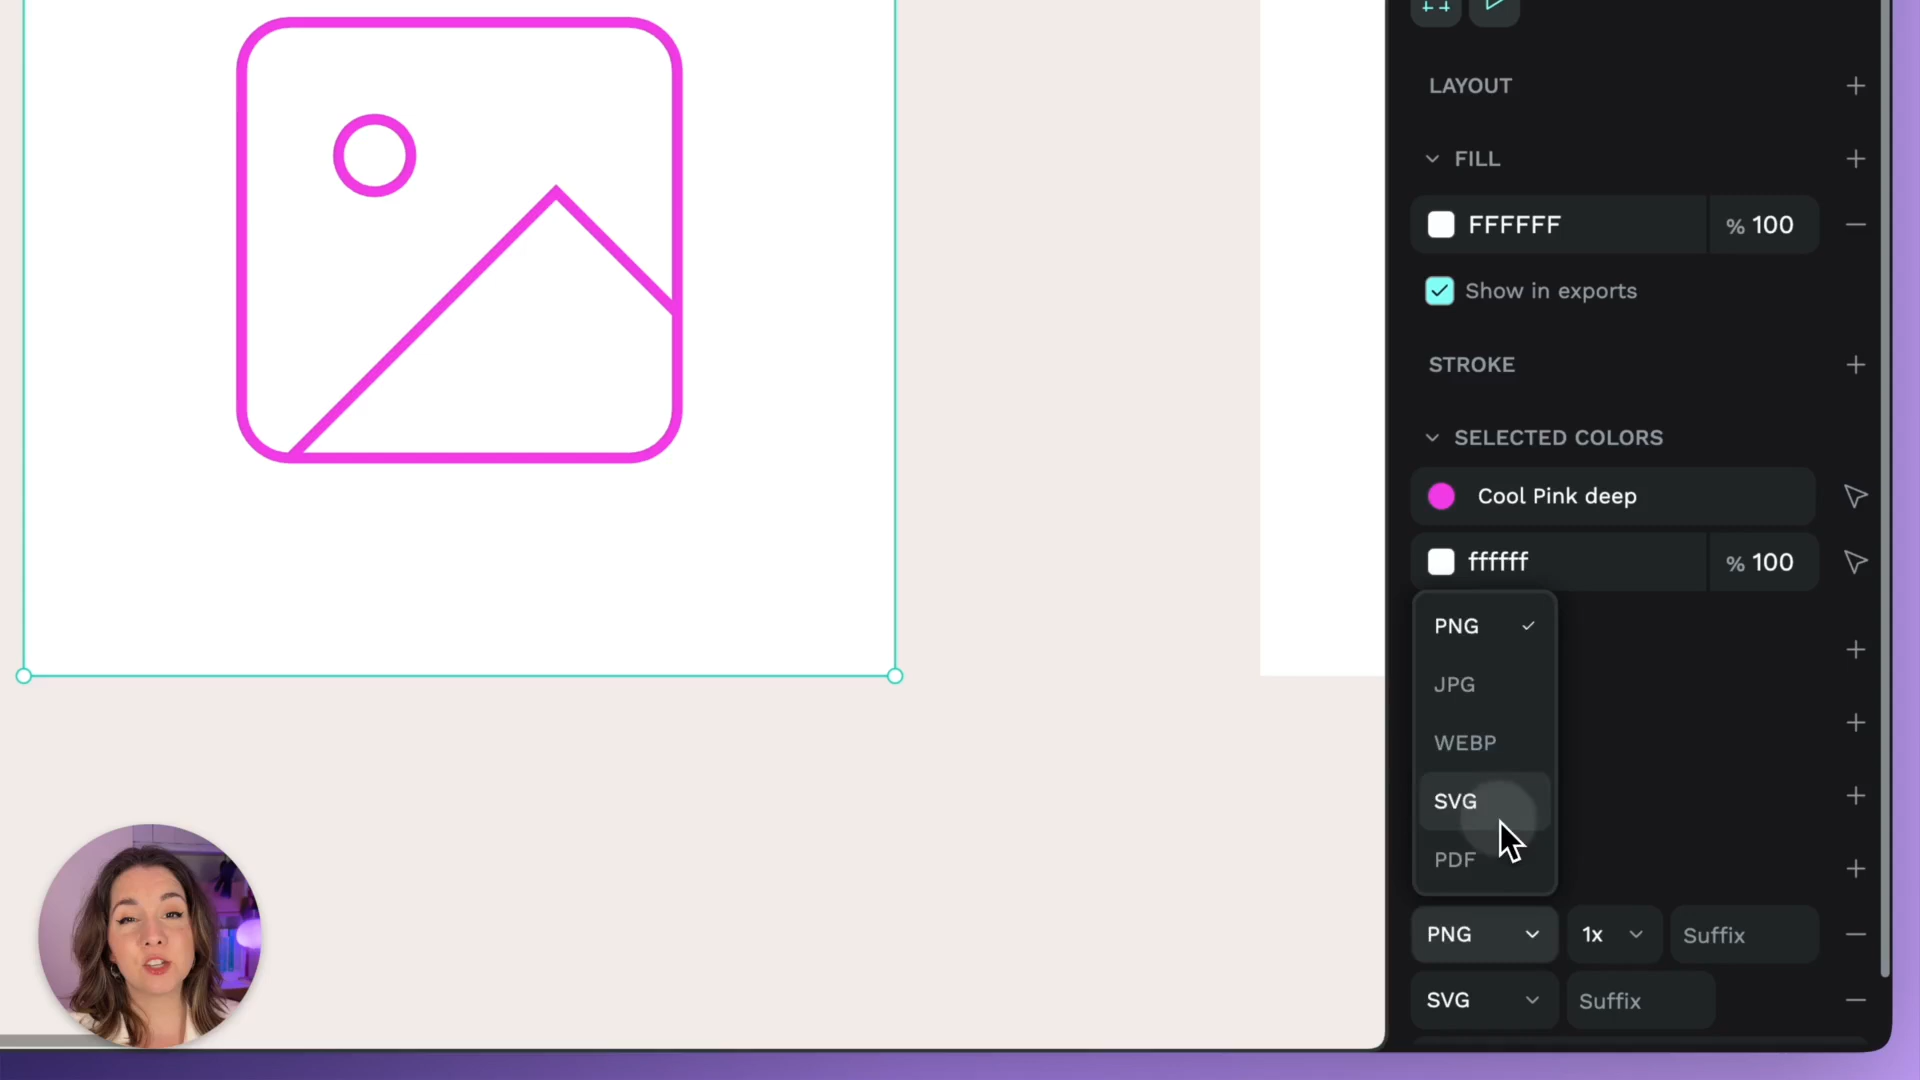 LAYOUT
FILL
FFFFFF % 100
Show in exports
STROKE
SELECTED COLORS
Cool Pink deep
ffffff % 100
PNG
JPG
WEBP
SVG
PDF
PNG 1x Suffix
SVG Suffix